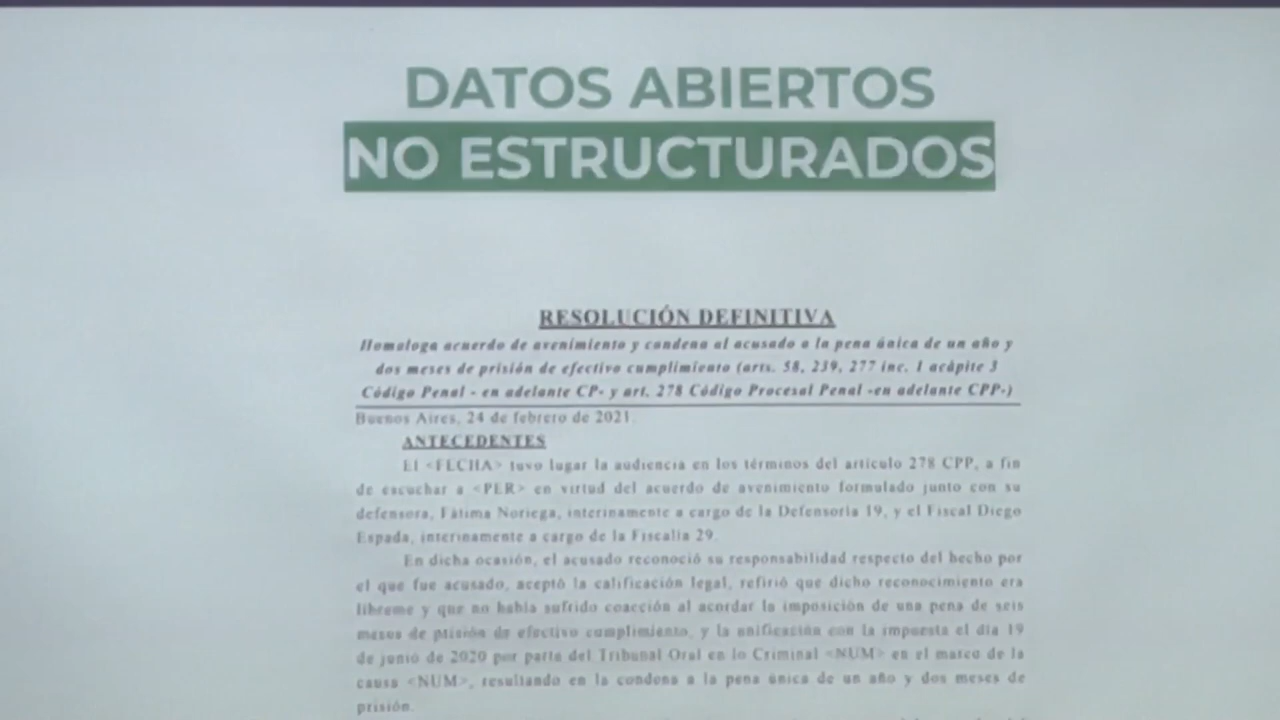 DATOS ABIERTOS
NO ESTRUCTURADOS
RESOLUCIÓN DEFINITIVA
Homologa acuerdo de avenimiento y condena al acusado a la pena única de un año y
dos meses de prisión de efectivo cumplimiento (arts. 58, 239, 277 inc. 1 acápite 3
Código Penal - en adelante CP- y art. 278 Código Procesal Penal -en adelante CPP-)
Buenos Aires, 24 de febrero de 2021.
ANTECEDENTES
El <FECHA> tuvo lugar la audiencia en los términos del artículo 278 CPP, a fin
de escuchar a <PER> en virtud del acuerdo de avenimiento formulado junto con su
defensora, Fátima Noriega, interinamente a cargo de la Defensoría 19, y el Fiscal Diego
Espada, interinamente a cargo de la Fiscalía 29.
En dicha ocasión, el acusado reconoció su responsabilidad respecto del hecho por
el que fue acusado, aceptó la calificación legal, refirió que dicho reconocimiento era
libreme y que no había sufrido coacción al acordar la imposición de una pena de seis
meses de prisión de efectivo cumplimiento, y la unificación con la impuesta el día 19
de junio de 2020 por parte del Tribunal Oral en lo Criminal <NUM> en el marco de la
causa <NUM>, resultando en la condena a la pena única de un año y dos meses de
prisión.